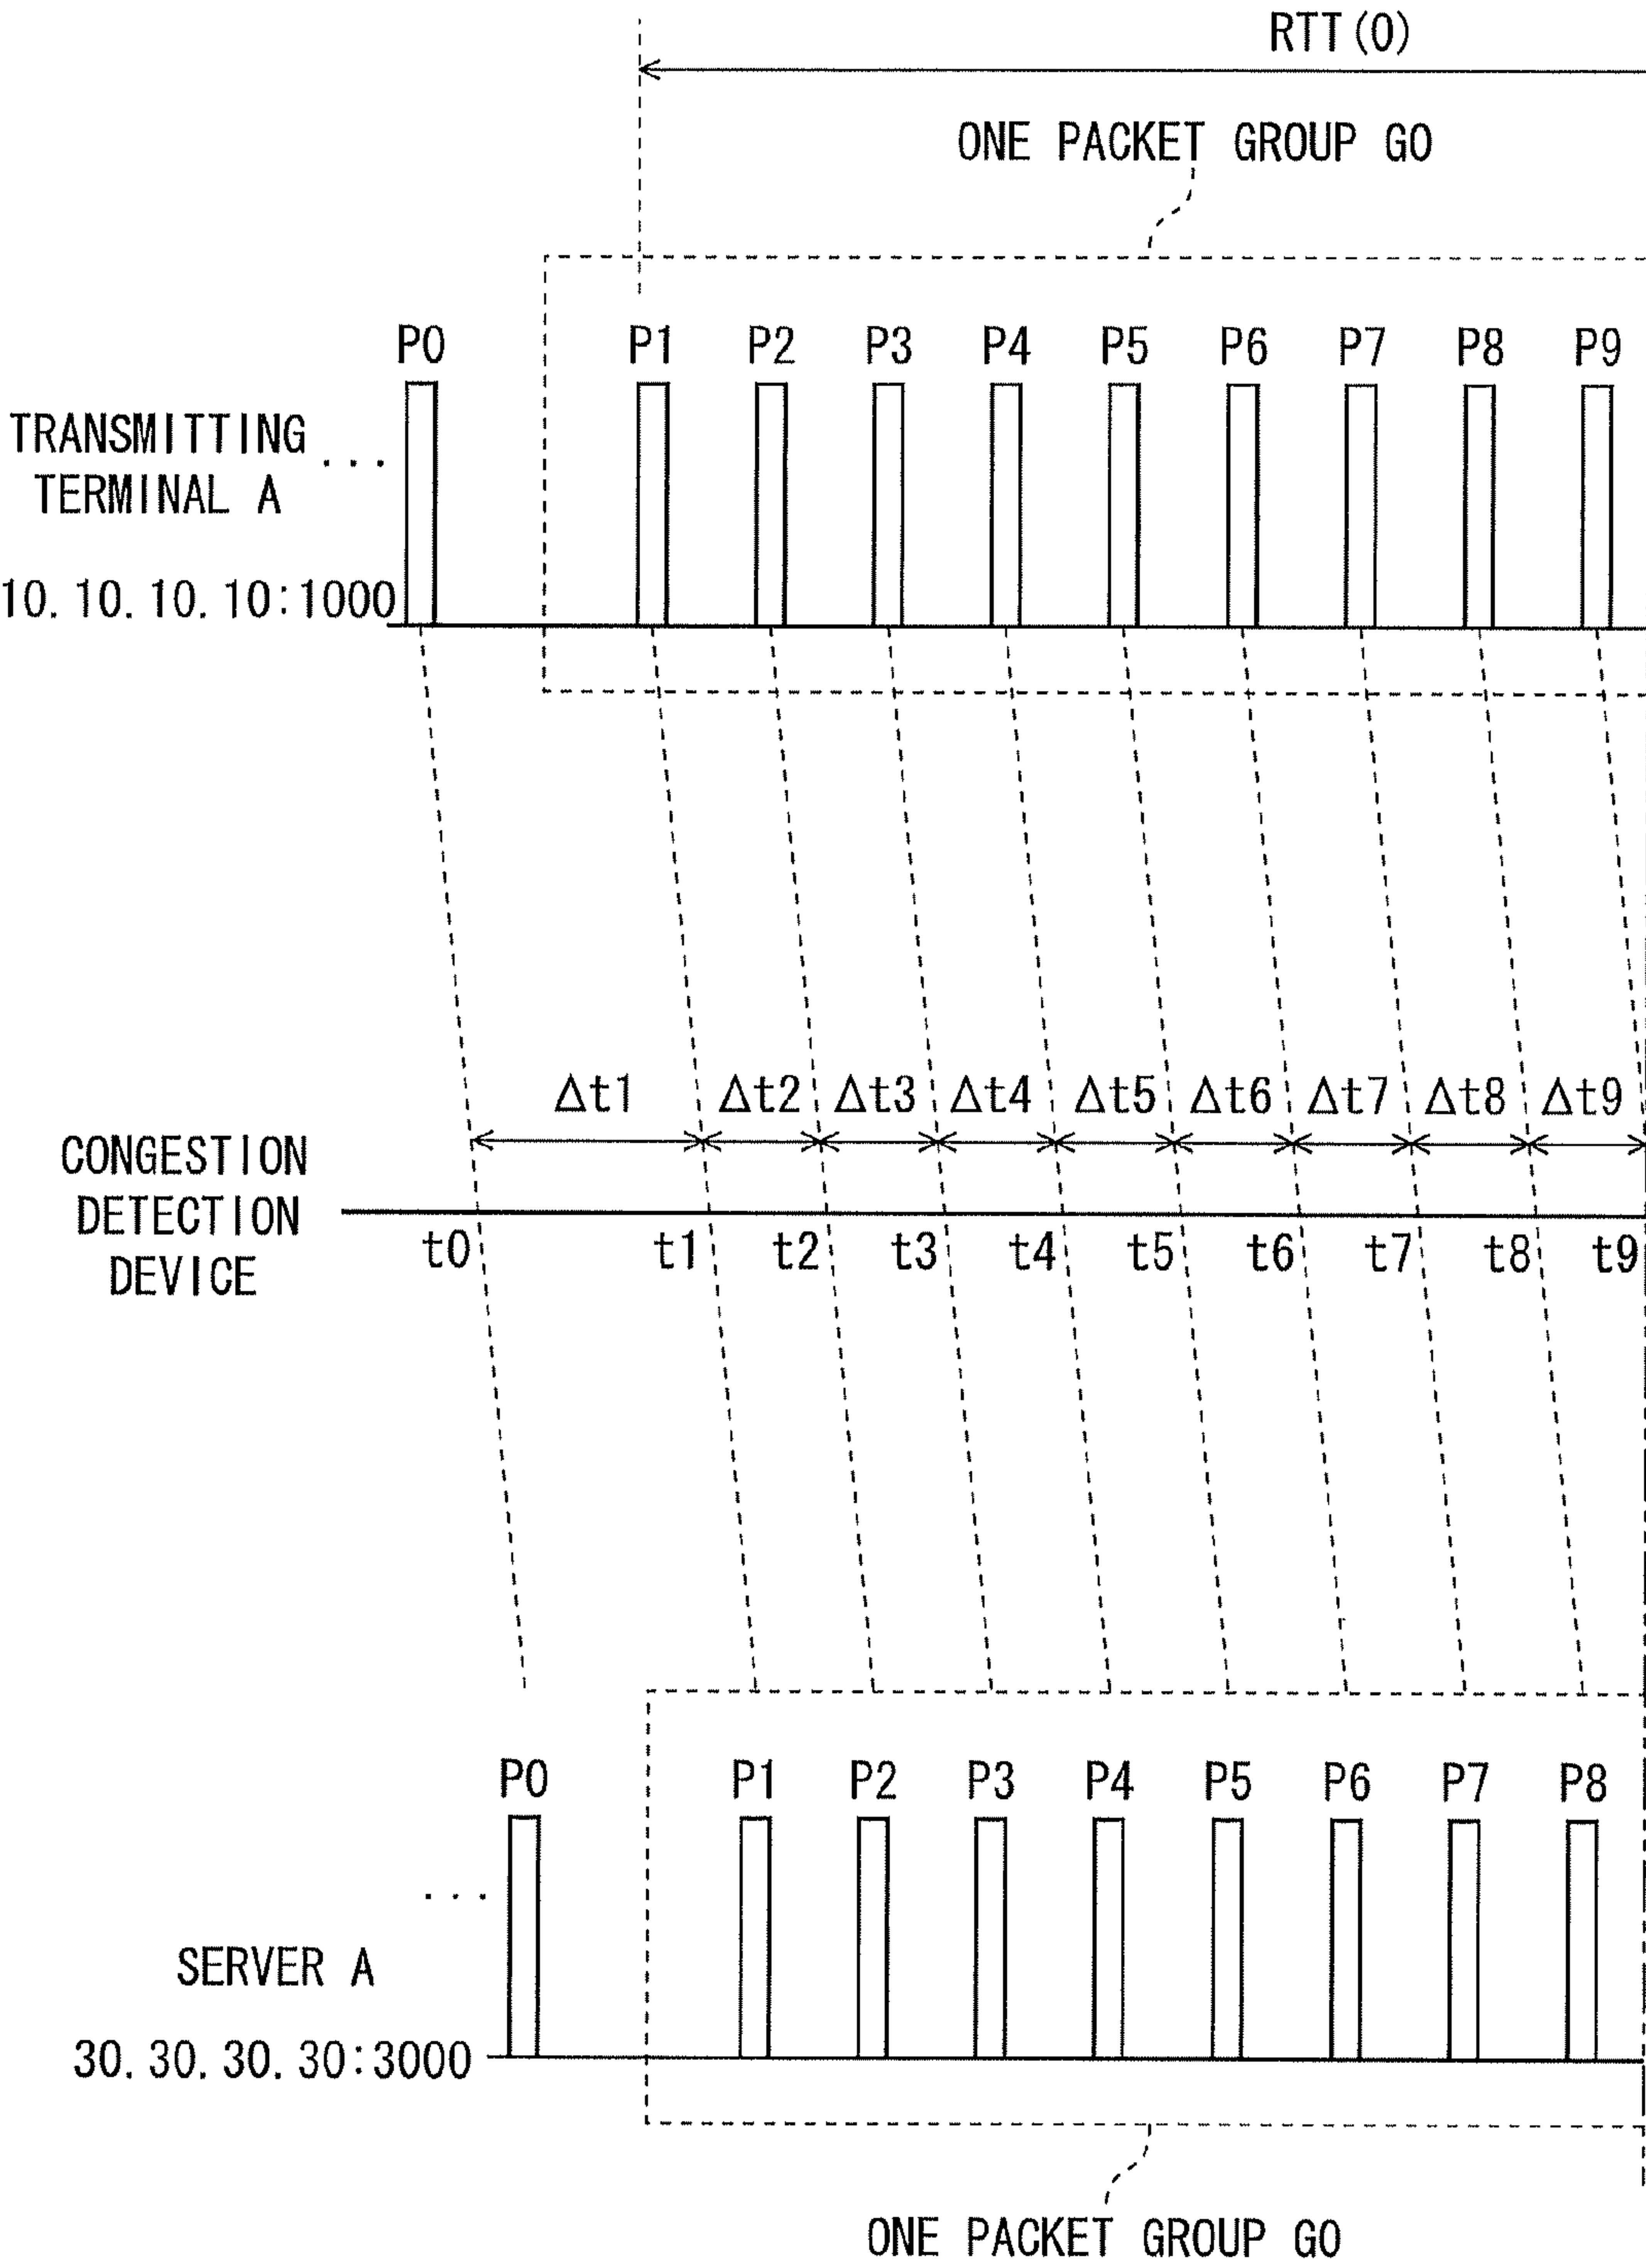 RTT(0)
ONE PACKET GROUP G0
P0 P1 P2 P3 P4 P5 P6 P7 P8 P9
TRANSMITTING
TERMINAL A
...
10.10.10.10:1000
Δt1 Δt2 Δt3 Δt4 Δt5 Δt6 Δt7 Δt8 Δt9
CONGESTION
DETECTION
DEVICE
t0 t1 t2 t3 t4 t5 t6 t7 t8 t9
P0 P1 P2 P3 P4 P5 P6 P7 P8
...
SERVER A
30.30.30.30:3000
ONE PACKET GROUP G0